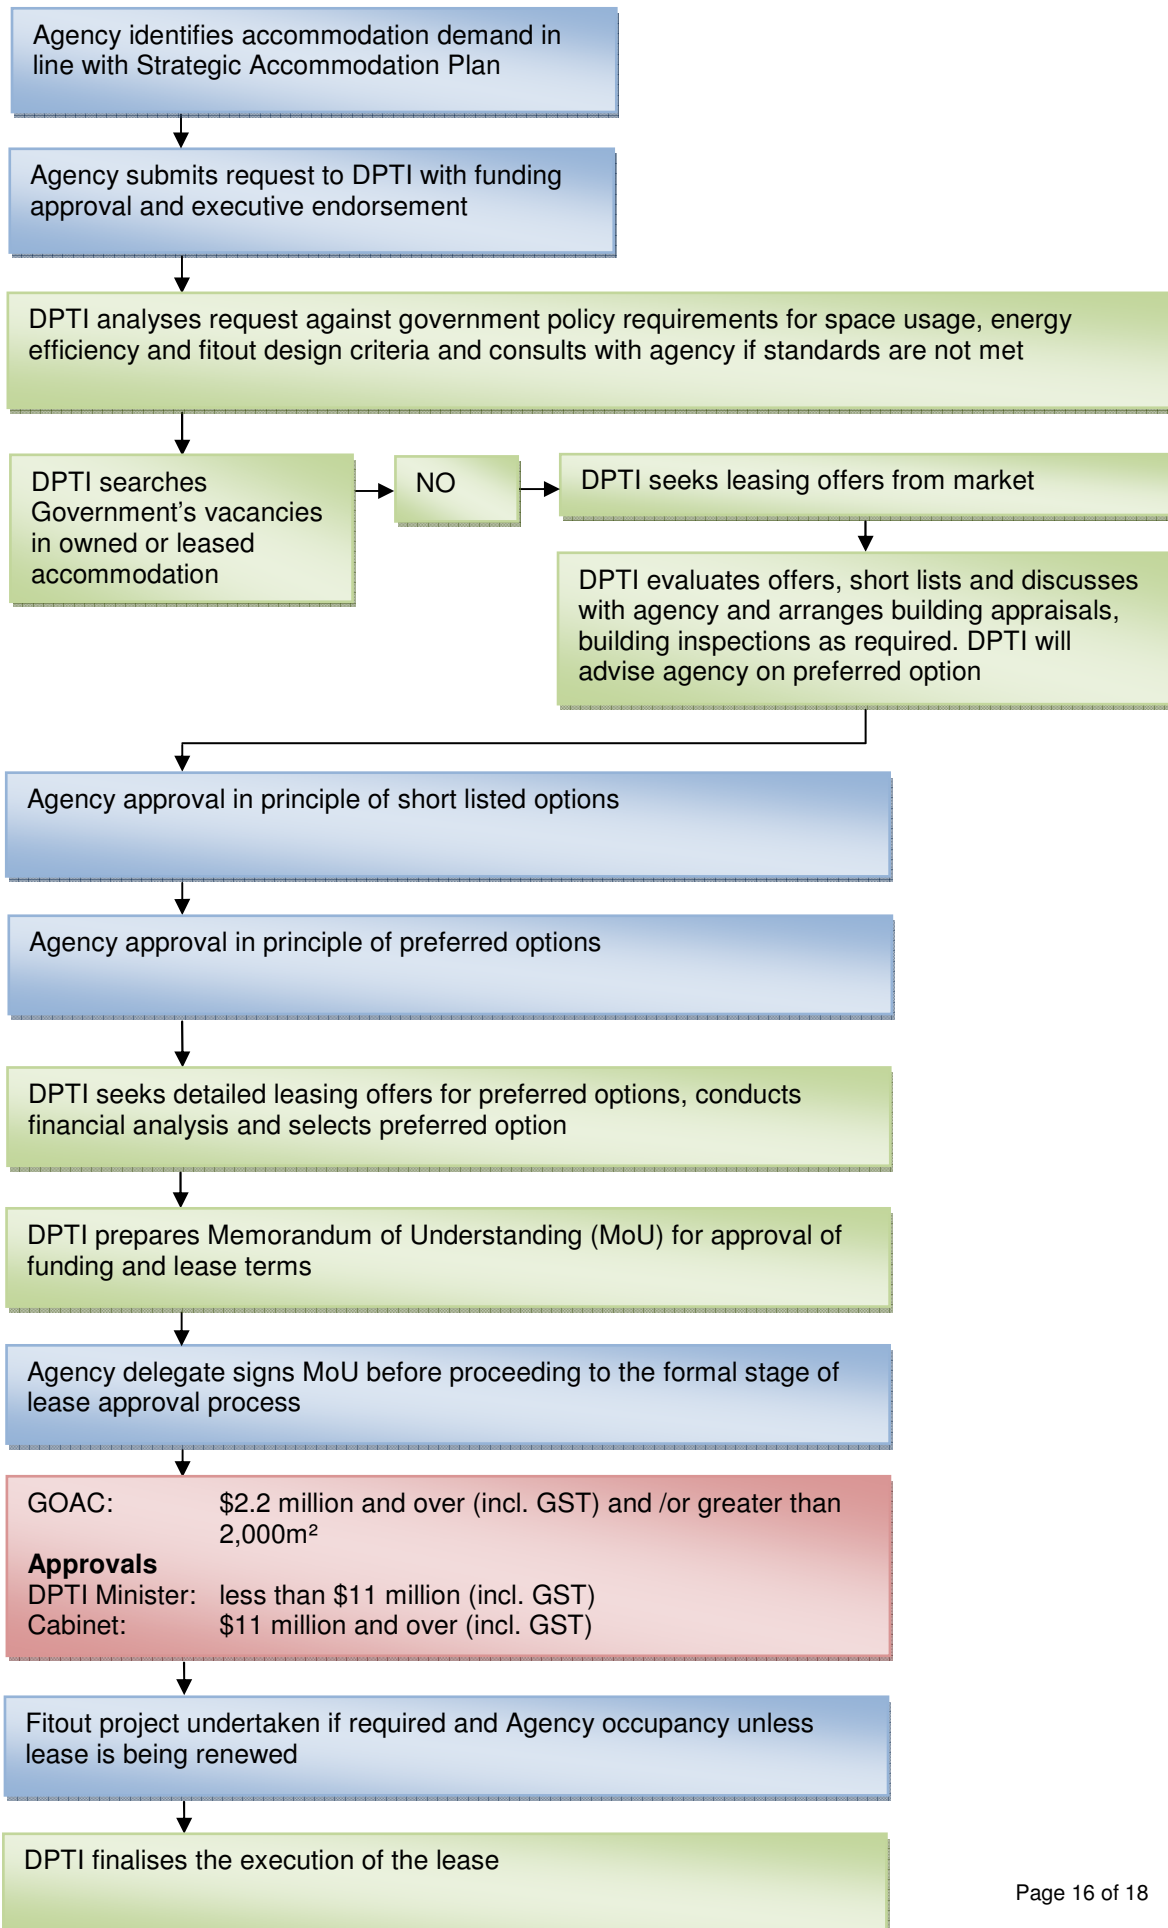 Agency identifies accommodation demand in
line with Strategic Accommodation Plan
Agency submits request to DPTI with funding
approval and executive endorsement
DPTI analyses request against government policy requirements for space usage, energy
efficiency and fitout design criteria and consults with agency if standards are not met
DPTI searches
Government’s vacancies
in owned or leased
accommodation
NO
DPTI seeks leasing offers from market
DPTI evaluates offers, short lists and discusses
with agency and arranges building appraisals,
building inspections as required. DPTI will
advise agency on preferred option
Agency approval in principle of short listed options
Agency approval in principle of preferred options
DPTI seeks detailed leasing offers for preferred options, conducts
financial analysis and selects preferred option
DPTI prepares Memorandum of Understanding (MoU) for approval of
funding and lease terms
Agency delegate signs MoU before proceeding to the formal stage of
lease approval process
GOAC: $2.2 million and over (incl. GST) and /or greater than
2,000m²
Approvals
DPTI Minister: less than $11 million (incl. GST)
Cabinet: $11 million and over (incl. GST)
Fitout project undertaken if required and Agency occupancy unless
lease is being renewed
DPTI finalises the execution of the lease
Page 16 of 18